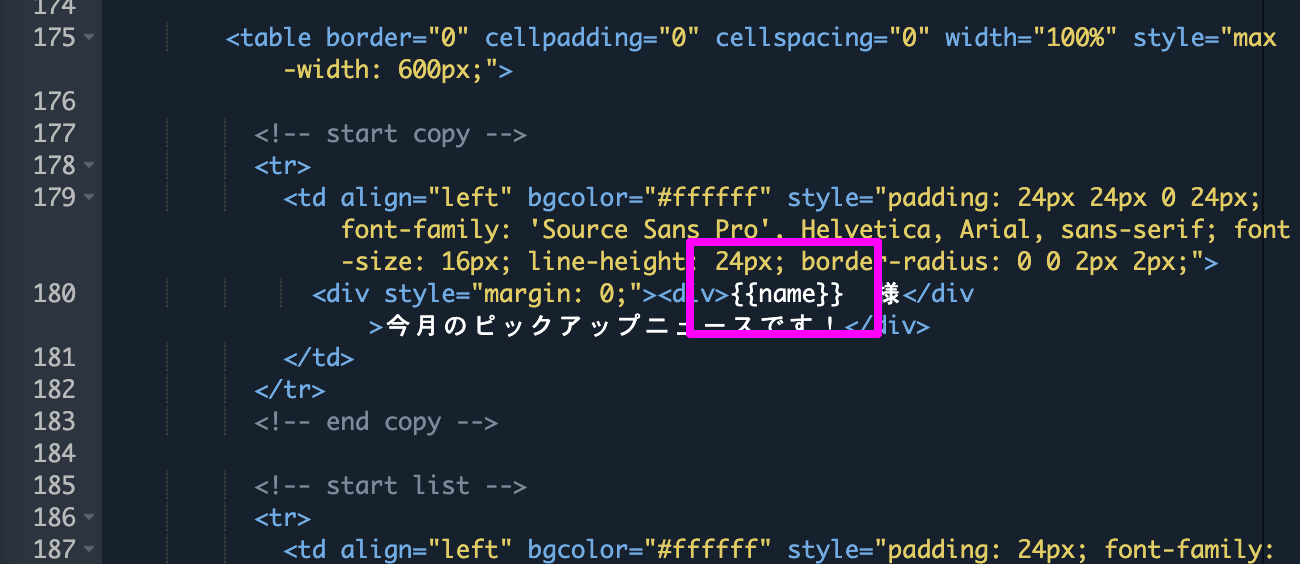 174
175 <table border="0" cellpadding="0" cellspacing="0" width="100%" style="max
-width: 600px;">
176
177 <!-- start copy -->
178 <tr>
179 <td align="left" bgcolor="#ffffff" style="padding: 24px 24px 0 24px;
font-family: 'Source Sans Pro', Helvetica, Arial, sans-serif; font
-size: 16px; line-height: 24px; border-radius: 0 0 2px 2px;">
180 <div style="margin: 0;"><div>{{name}}　様</div
>今月のピックアップニュースです！</div>
181 </td>
182 </tr>
183 <!-- end copy -->
184
185 <!-- start list -->
186 <tr>
187 <td align="left" bgcolor="#ffffff" style="padding: 24px; font-family: